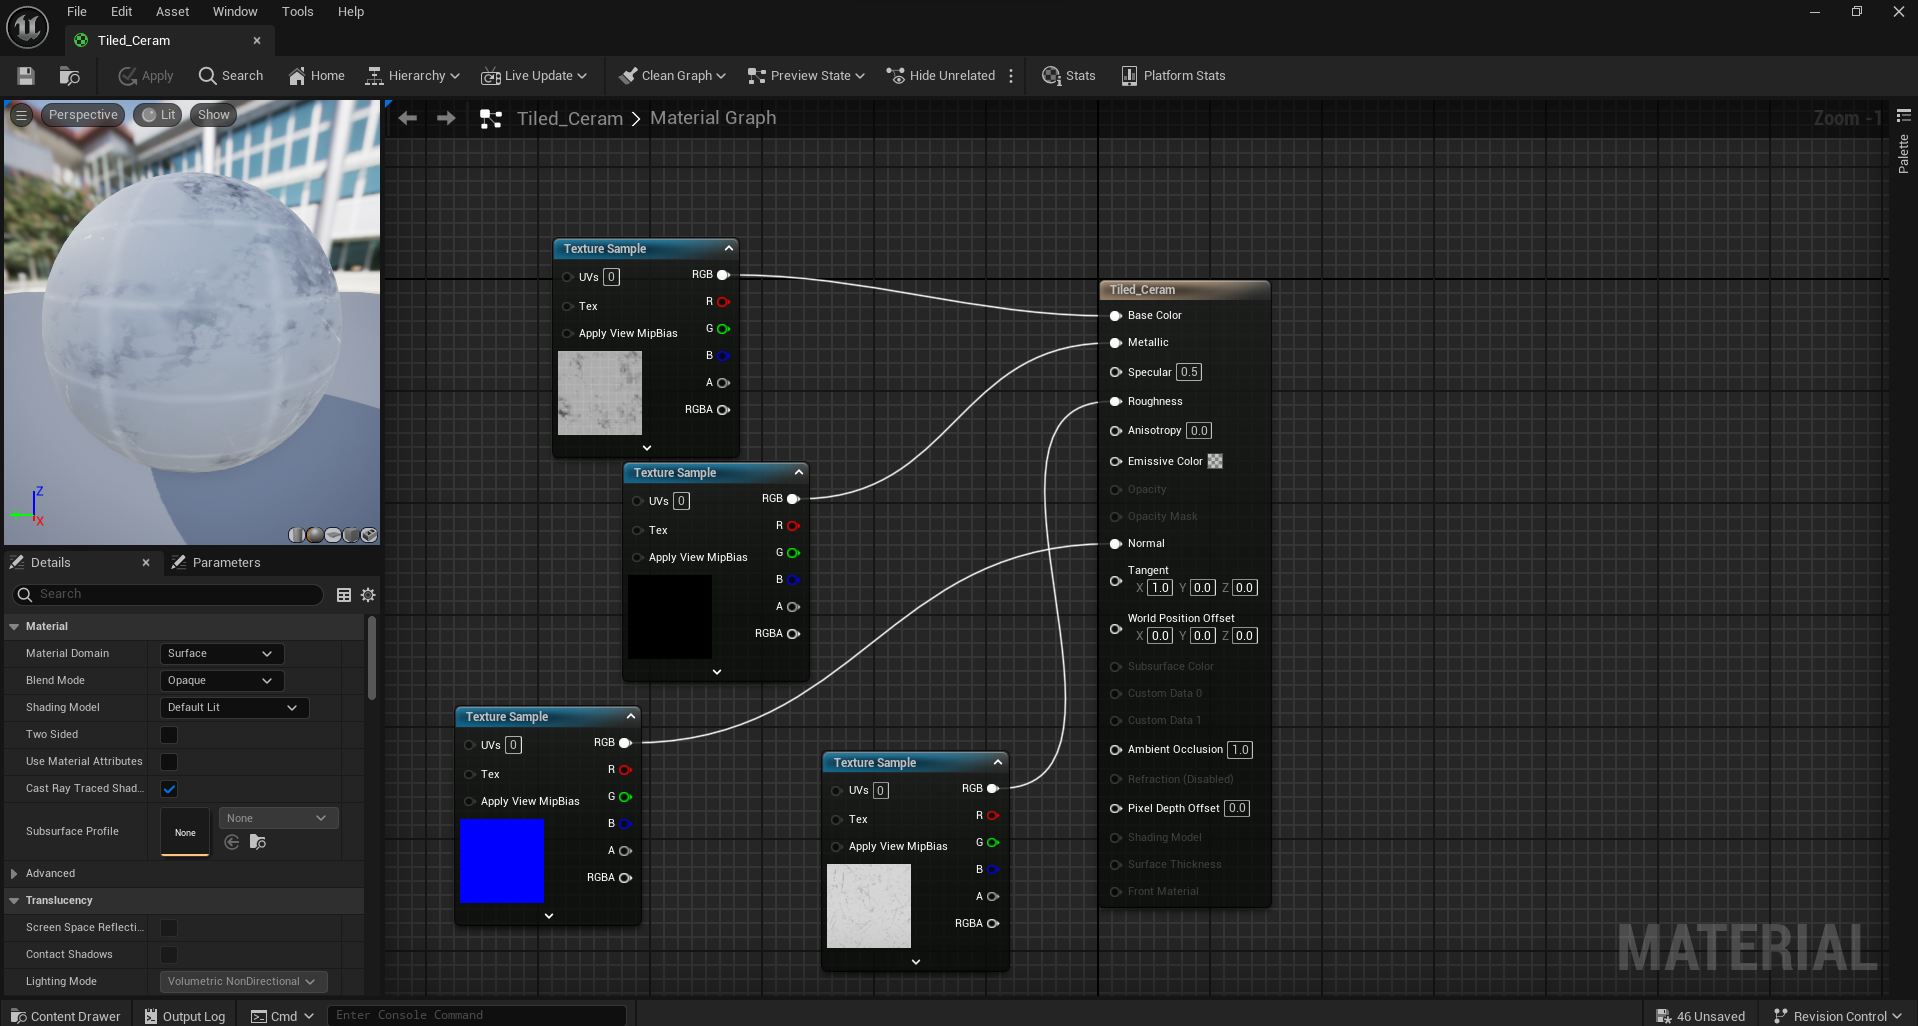 File Edit Asset Window Tools Help
Tiled_Ceram
Apply Search Home Hierarchy Live Update Clean Graph Preview State Hide Unrelated Stats Platform Stats
Perspective Lit Show
Z
X
Tiled_Ceram > Material Graph
Zoom -1
Palette
Texture Sample
UVs 0 RGB
R
Tex
G
Apply View MipBias
B
A
RGBA
Texture Sample
UVs 0 RGB
R
Tex
G
Apply View MipBias
B
A
RGBA
Texture Sample
UVs 0 RGB
R
Tex
G
Apply View MipBias
B
A
RGBA
Texture Sample
UVs 0 RGB
R
Tex
G
Apply View MipBias
B
A
RGBA
Tiled_Ceram
Base Color
Metallic
Specular 0.5
Roughness
Anisotropy 0.0
Emissive Color
Opacity
Opacity Mask
Normal
Tangent
X 1.0 Y 0.0 Z 0.0
World Position Offset
X 0.0 Y 0.0 Z 0.0
Subsurface Color
Custom Data 0
Custom Data 1
Ambient Occlusion 1.0
Refraction (Disabled)
Pixel Depth Offset 0.0
Shading Model
Surface Thickness
Front Material
MATERIAL
Details Parameters
Search
Material
Material Domain Surface
Blend Mode Opaque
Shading Model Default Lit
Two Sided
Use Material Attributes
Cast Ray Traced Shad...
Subsurface Profile None None
Advanced
Translucency
Screen Space Reflecti...
Contact Shadows
Lighting Mode Volumetric NonDirectional
Content Drawer Output Log Cmd Enter Console Command 46 Unsaved Revision Control